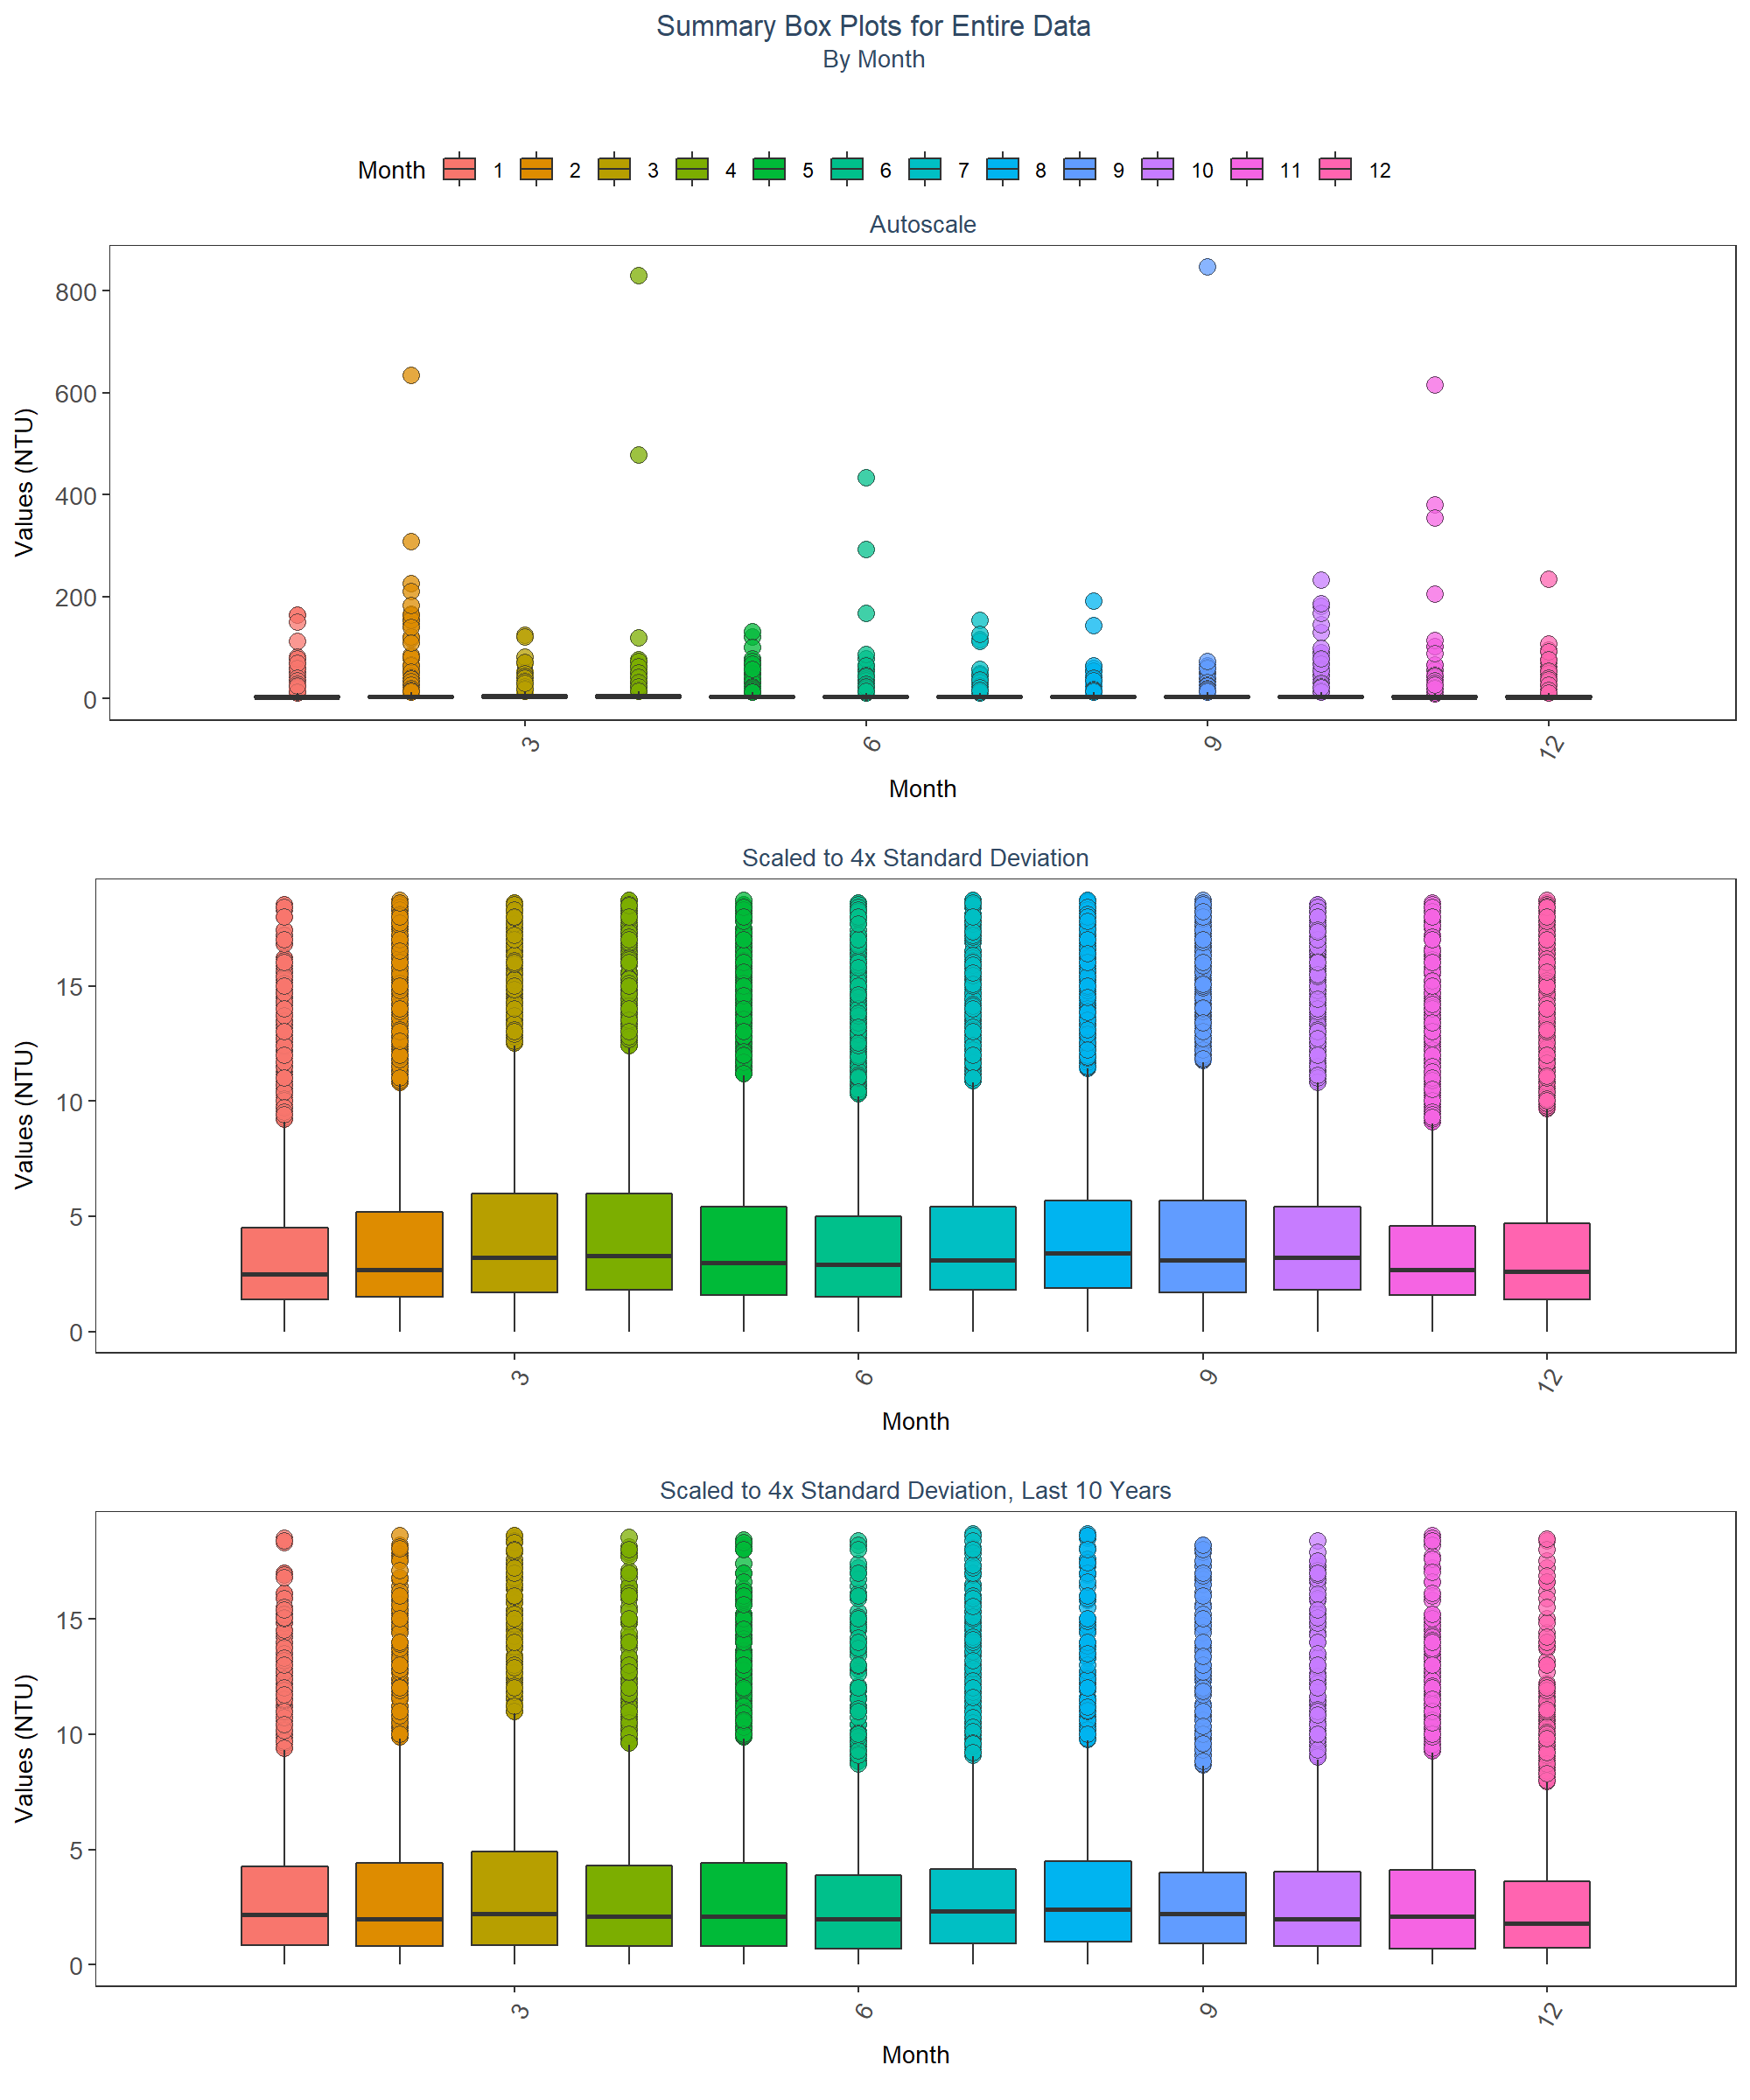 Summary Box Plots for Entire Data
By Month
Month 1 2 3 4 5 6 7 8 9 10 11 12
Autoscale
Values (NTU)
800
600
400
200
0
3 6 9 12
Month
Scaled to 4x Standard Deviation
Values (NTU)
15
10
5
0
3 6 9 12
Month
Scaled to 4x Standard Deviation, Last 10 Years
Values (NTU)
15
10
5
0
3 6 9 12
Month